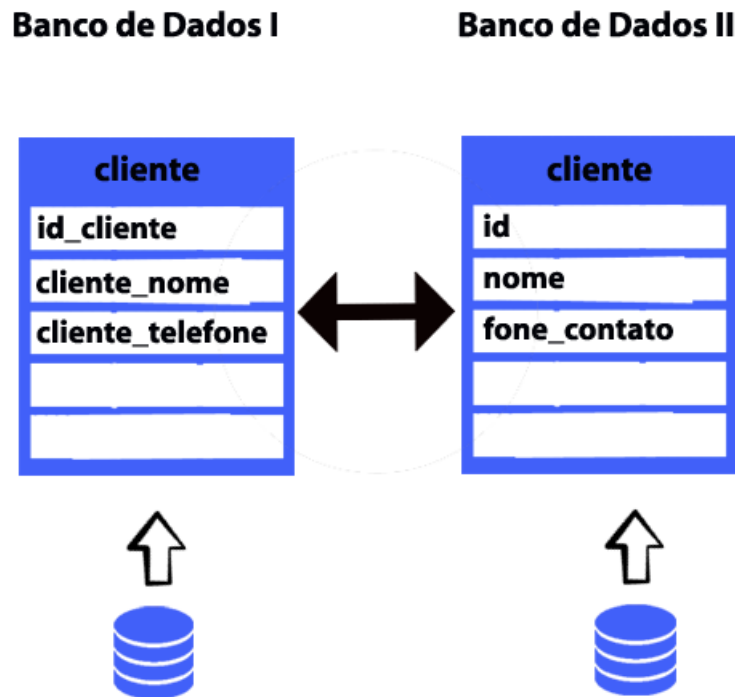 Banco de Dados I
Banco de Dados II
cliente
id_cliente
cliente_nome
cliente_telefone
cliente
id
nome
fone_contato